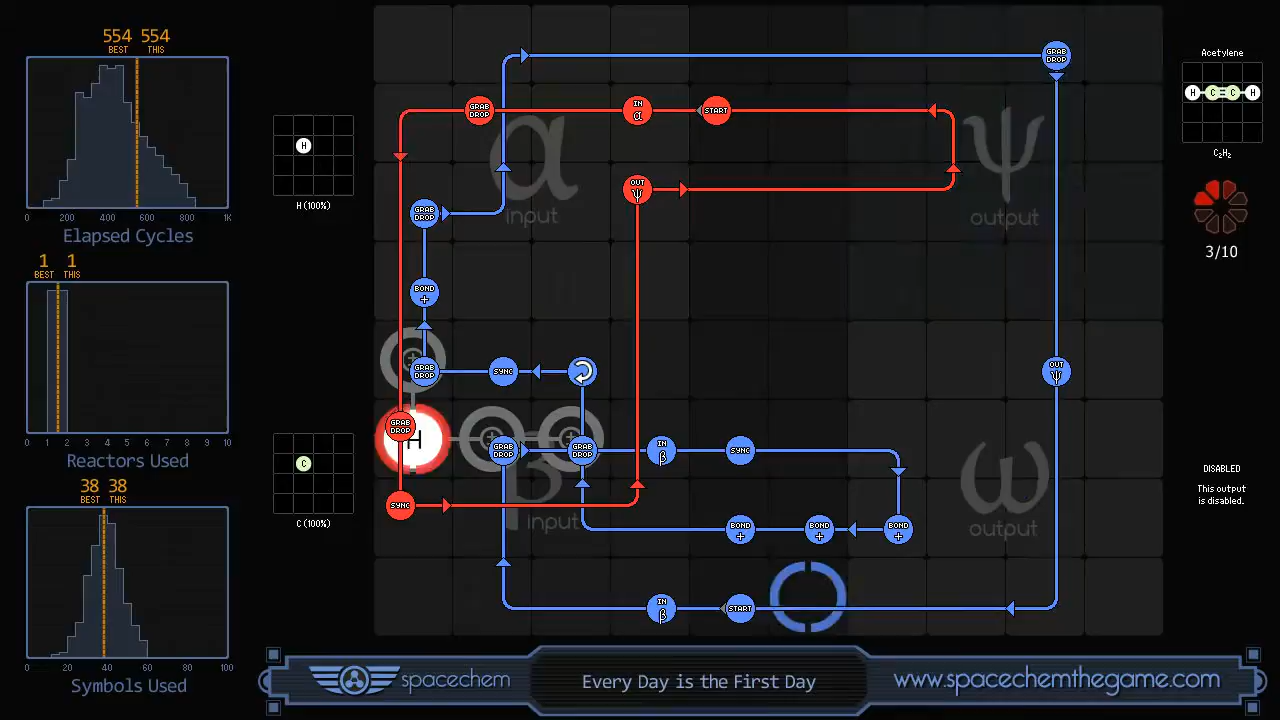 554 554
BEST THIS
0 200 400 600 800 1K
Elapsed Cycles
1 1
BEST THIS
0 1 2 3 4 5 6 7 8 9 10
Reactors Used
38 38
BEST THIS
0 20 40 60 80 100
Symbols Used
H
H (100%)
C
C (100%)
GRAB DROP
GRAB DROP
IN α
START
α
input
ψ
output
OUT ψ
GRAB DROP
BOND +
GRAB DROP
SYNC
OUT ψ
GRAB DROP
H
GRAB DROP
GRAB DROP
IN β
SYNC
β
input
ω
output
SYNC
BOND +
BOND +
BOND +
IN β
START
Acetylene
H C≡C H
C₂H₂
3/10
DISABLED
This output
is disabled.
spacechem
Every Day is the First Day
www.spacechemthegame.com